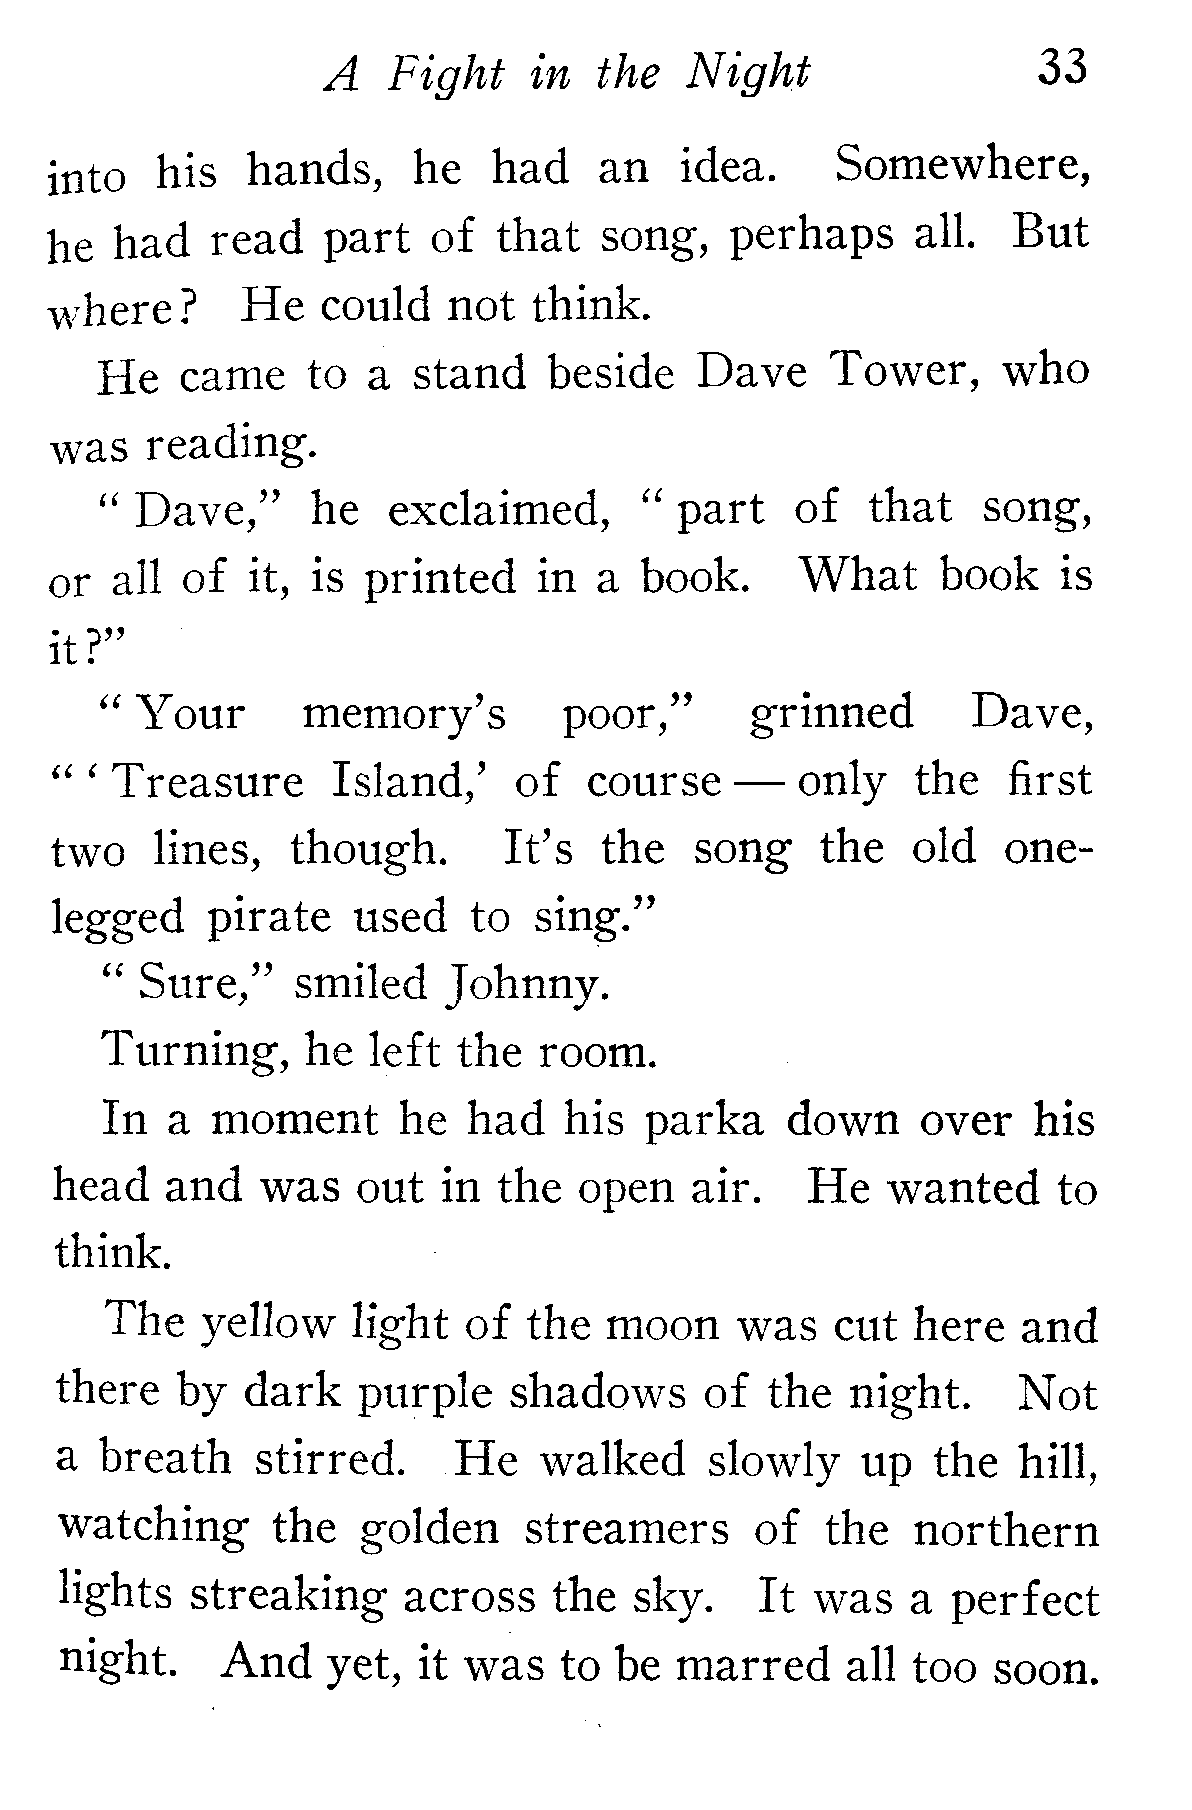 A Fight in the Night 33
into his hands, he had an idea. Somewhere,
he had read part of that song, perhaps all. But
where? He could not think.
He came to a stand beside Dave Tower, who
was reading.
“ Dave,” he exclaimed, “ part of that song,
or all of it, is printed in a book. What book is
it?”
“ Your memory’s poor,” grinned Dave,
“ ‘ Treasure Island,’ of course — only the first
two lines, though. It’s the song the old one-
legged pirate used to sing.”
“ Sure,” smiled Johnny.
Turning, he left the room.
In a moment he had his parka down over his
head and was out in the open air. He wanted to
think.
The yellow light of the moon was cut here and
there by dark purple shadows of the night. Not
a breath stirred. He walked slowly up the hill,
watching the golden streamers of the northern
lights streaking across the sky. It was a perfect
night. And yet, it was to be marred all too soon.